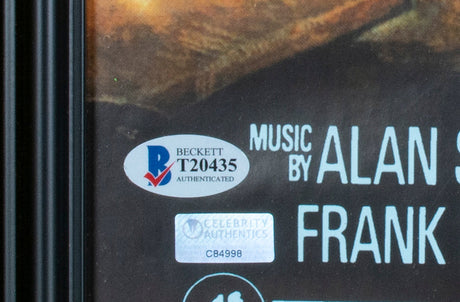 BECKETT
T20435
AUTHENTICATED
MUSIC
BY ALAN S
CELEBRITY
AUTHENTICS
C84998
FRANK